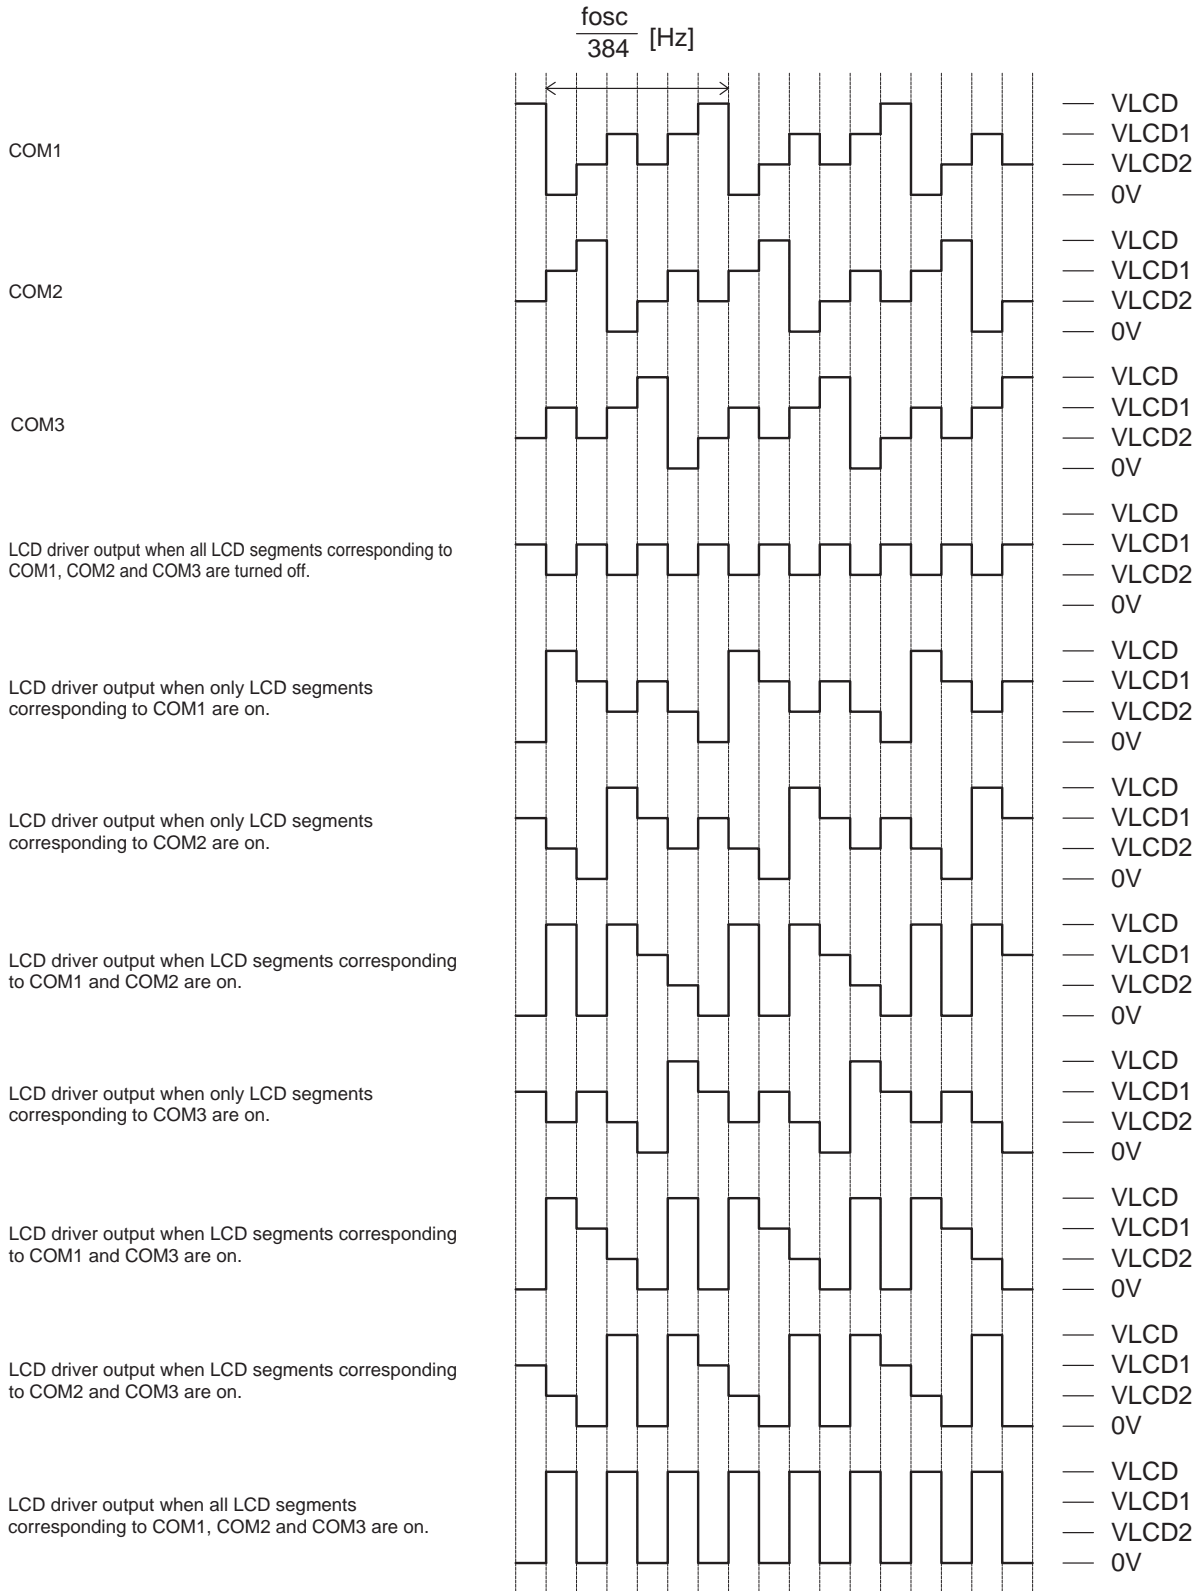 fosc
384 [Hz]
COM1
VLCD
VLCD1
VLCD2
0V
COM2
VLCD
VLCD1
VLCD2
0V
COM3
VLCD
VLCD1
VLCD2
0V
LCD driver output when all LCD segments corresponding to
COM1, COM2 and COM3 are turned off.
VLCD
VLCD1
VLCD2
0V
LCD driver output when only LCD segments
corresponding to COM1 are on.
VLCD
VLCD1
VLCD2
0V
LCD driver output when only LCD segments
corresponding to COM2 are on.
VLCD
VLCD1
VLCD2
0V
LCD driver output when LCD segments corresponding
to COM1 and COM2 are on.
VLCD
VLCD1
VLCD2
0V
LCD driver output when only LCD segments
corresponding to COM3 are on.
VLCD
VLCD1
VLCD2
0V
LCD driver output when LCD segments corresponding
to COM1 and COM3 are on.
VLCD
VLCD1
VLCD2
0V
LCD driver output when LCD segments corresponding
to COM2 and COM3 are on.
VLCD
VLCD1
VLCD2
0V
LCD driver output when all LCD segments
corresponding to COM1, COM2 and COM3 are on.
VLCD
VLCD1
VLCD2
0V